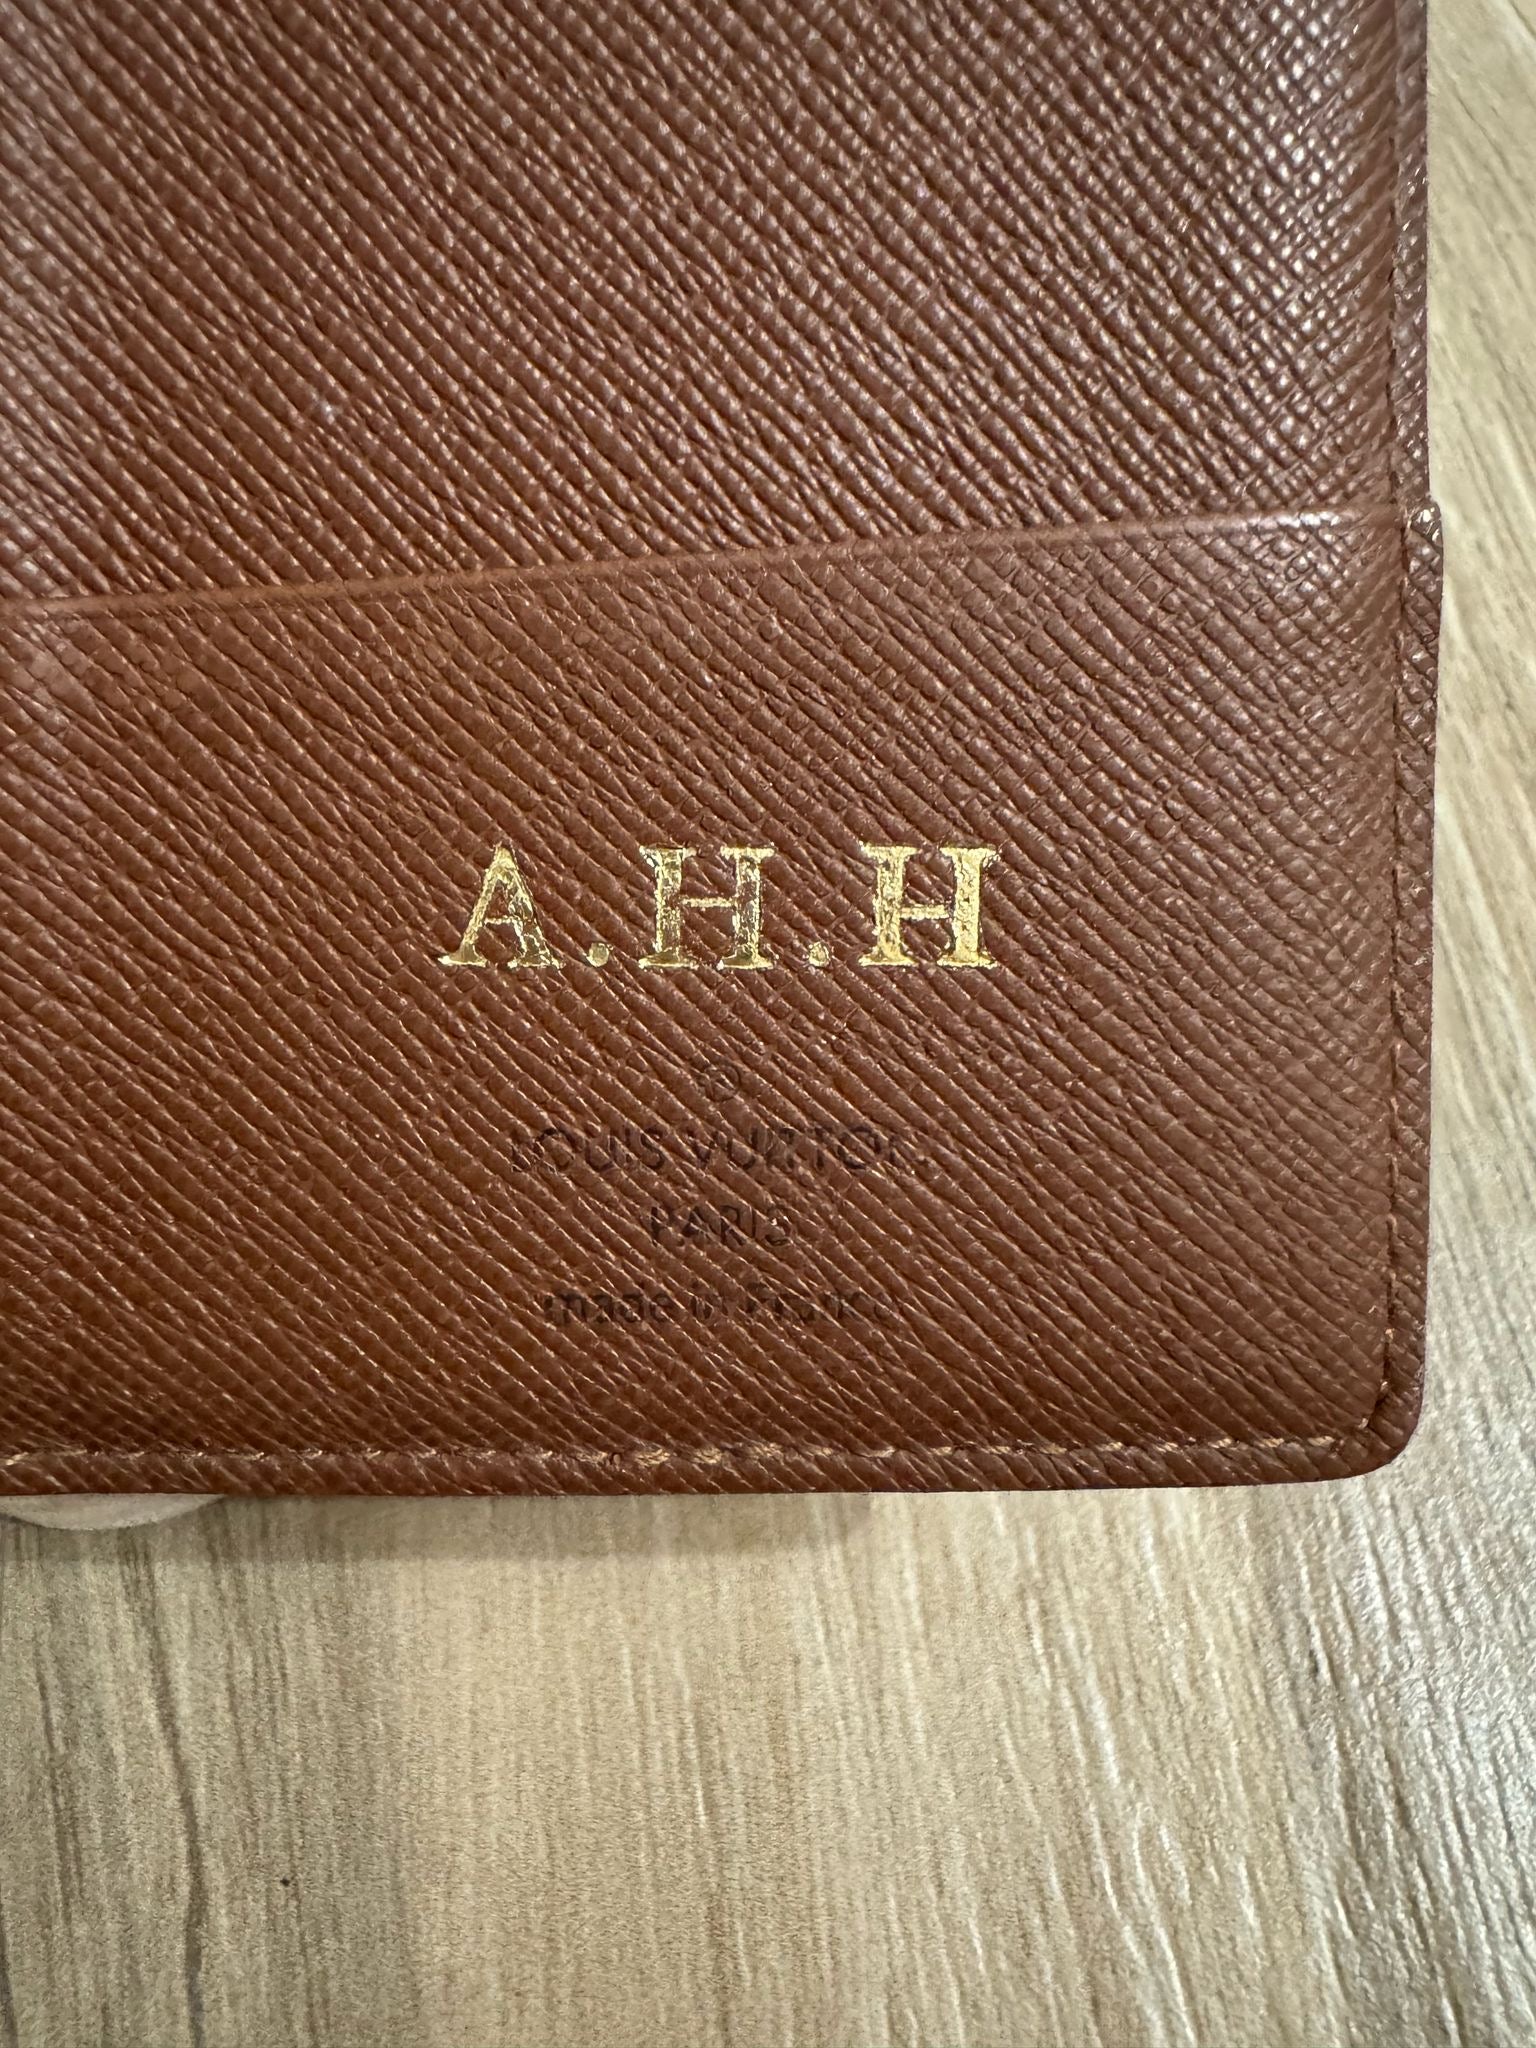 A.H.H
®
LOUIS VUITTON
PARIS
made in France